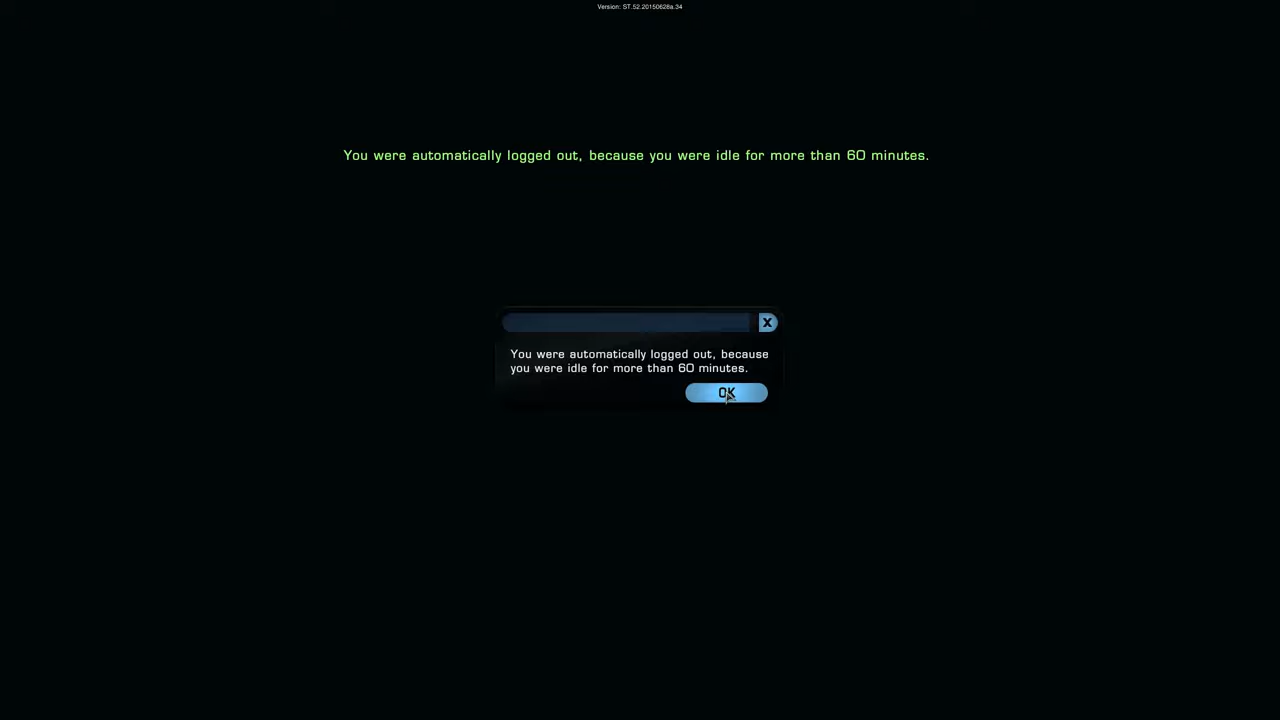 Version: ST.52.20150628a.34
You were automatically logged out, because you were idle for more than 60 minutes.
X
You were automatically logged out, because
you were idle for more than 60 minutes.
OK